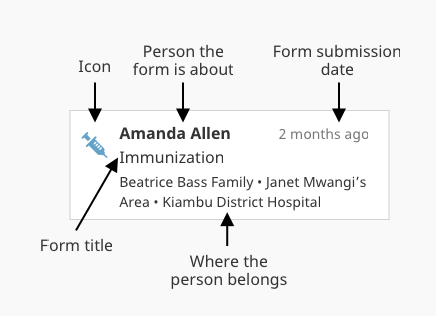 Icon
Person the
form is about
Form submission
date
Amanda Allen
2 months ago
Immunization
Beatrice Bass Family • Janet Mwangi’s
Area • Kiambu District Hospital
Form title
Where the
person belongs